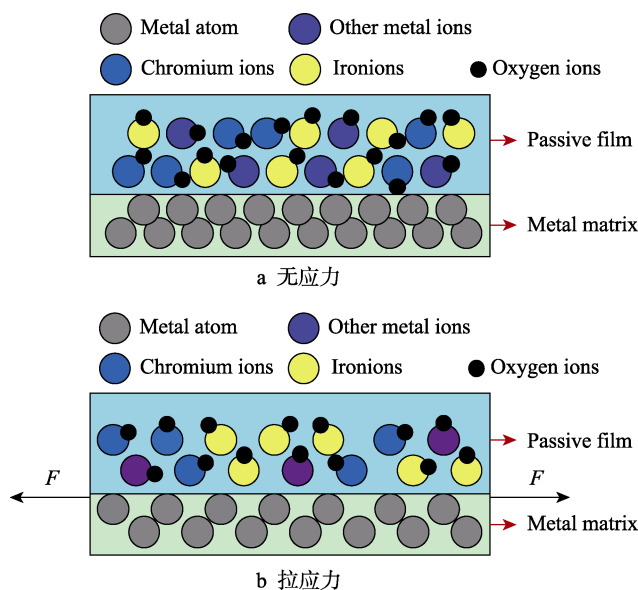 Metal atom Other metal ions
Chromium ions Ironions Oxygen ions
Passive film
Metal matrix
a 无应力
Metal atom Other metal ions
Chromium ions Ironions Oxygen ions
Passive film
F F
Metal matrix
b 拉应力